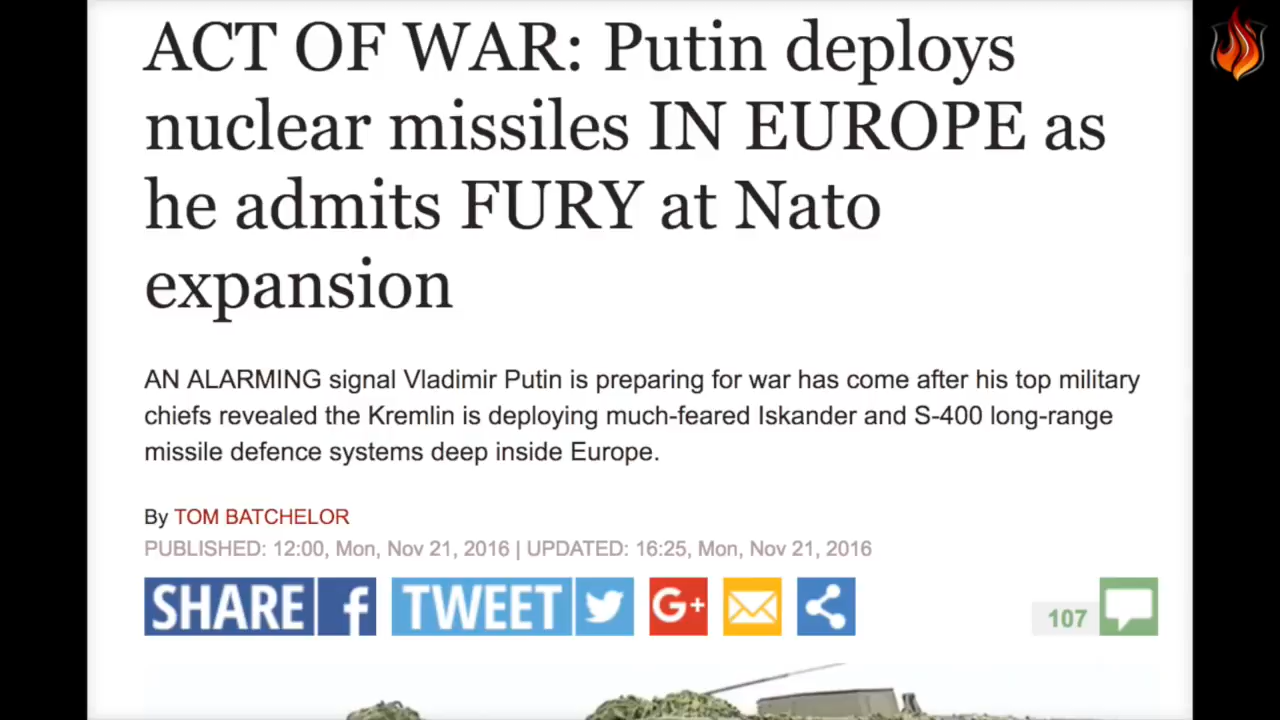 ACT OF WAR: Putin deploys
nuclear missiles IN EUROPE as
he admits FURY at Nato
expansion
AN ALARMING signal Vladimir Putin is preparing for war has come after his top military
chiefs revealed the Kremlin is deploying much-feared Iskander and S-400 long-range
missile defence systems deep inside Europe.
By TOM BATCHELOR
PUBLISHED: 12:00, Mon, Nov 21, 2016 | UPDATED: 16:25, Mon, Nov 21, 2016
SHARE f TWEET G+ 107